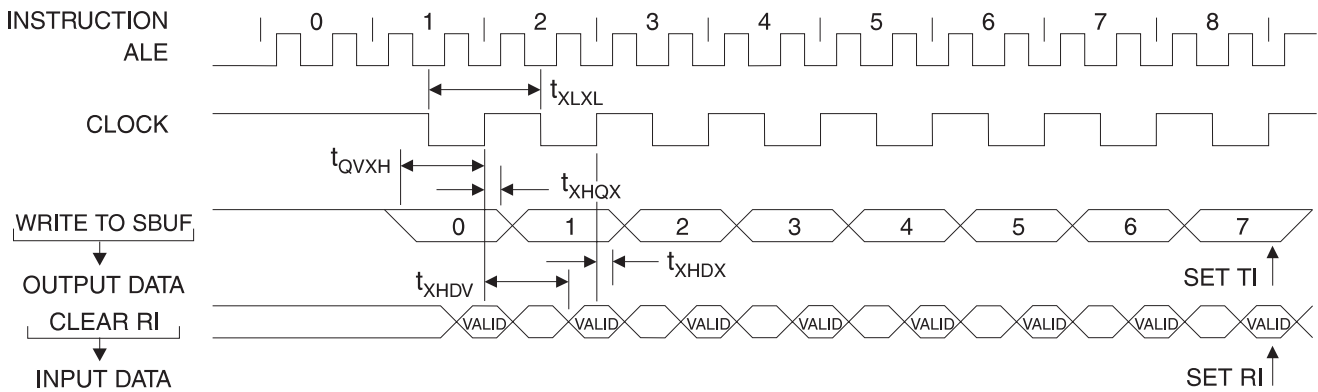 INSTRUCTION 0 1 2 3 4 5 6 7 8
ALE
tXLXL
CLOCK
tQVXH
tXHQX
WRITE TO SBUF 0 1 2 3 4 5 6 7
OUTPUT DATA tXHDV tXHDX SET TI
CLEAR RI VALID VALID VALID VALID VALID VALID VALID VALID
INPUT DATA SET RI